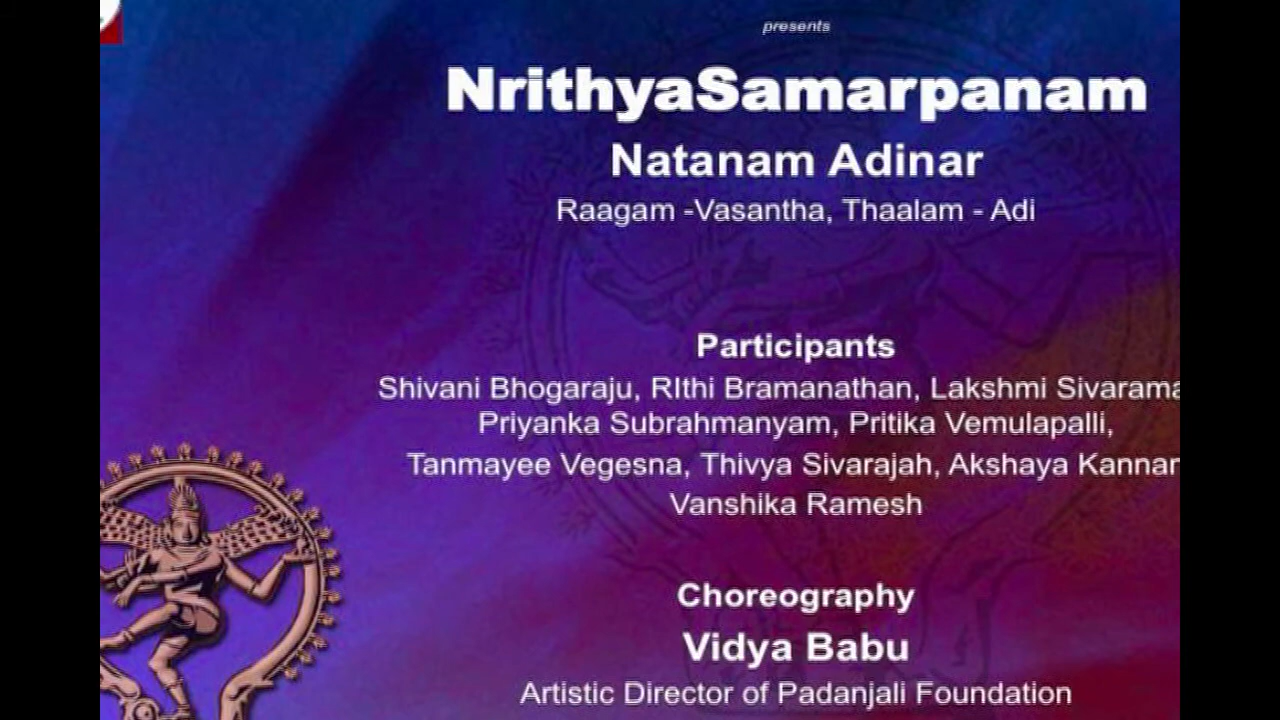 presents
NrithyaSamarpanam
Natanam Adinar
Raagam -Vasantha, Thaalam - Adi
Participants
Shivani Bhogaraju, RIthi Bramanathan, Lakshmi
Priyanka Subrahmanyam, Pritika Vemulapalli,
Tanmayee Vegesna, Thivya Sivarajah, Akshaya Kannan
Vanshika Ramesh
Choreography
Vidya Babu
Artistic Director of Padanjali Foundation